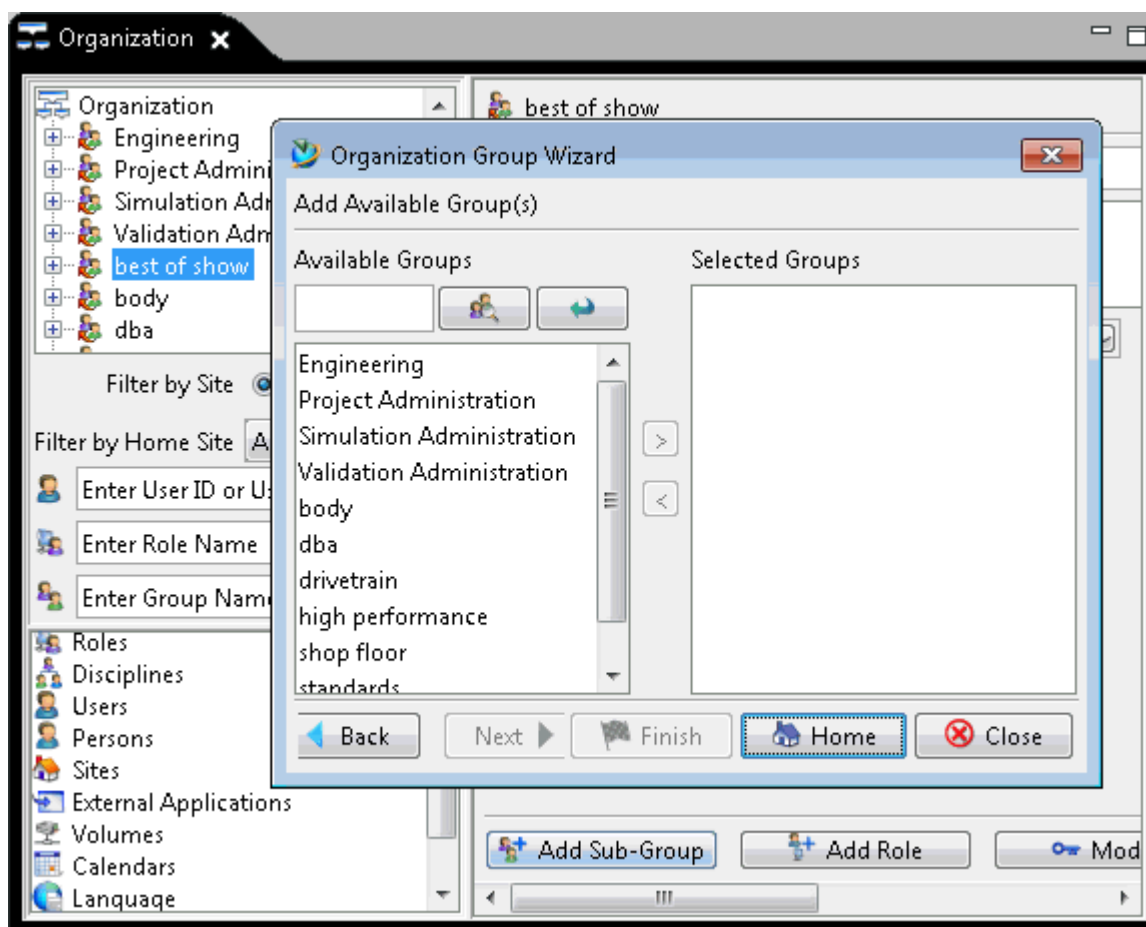 Organization
Organization
Engineering
Project Admini
Simulation Adr
Validation Adm
best of show
body
dba
Filter by Site
Filter by Home Site A
Enter User ID or U
Enter Role Name
Enter Group Name
Roles
Disciplines
Users
Persons
Sites
External Applications
Volumes
Calendars
Language
best of show
Organization Group Wizard
Add Available Group(s)
Available Groups
Selected Groups
Engineering
Project Administration
Simulation Administration
Validation Administration
body
dba
drivetrain
high performance
shop floor
standards
>
<
Back Next Finish Home Close
Add Sub-Group Add Role Mod